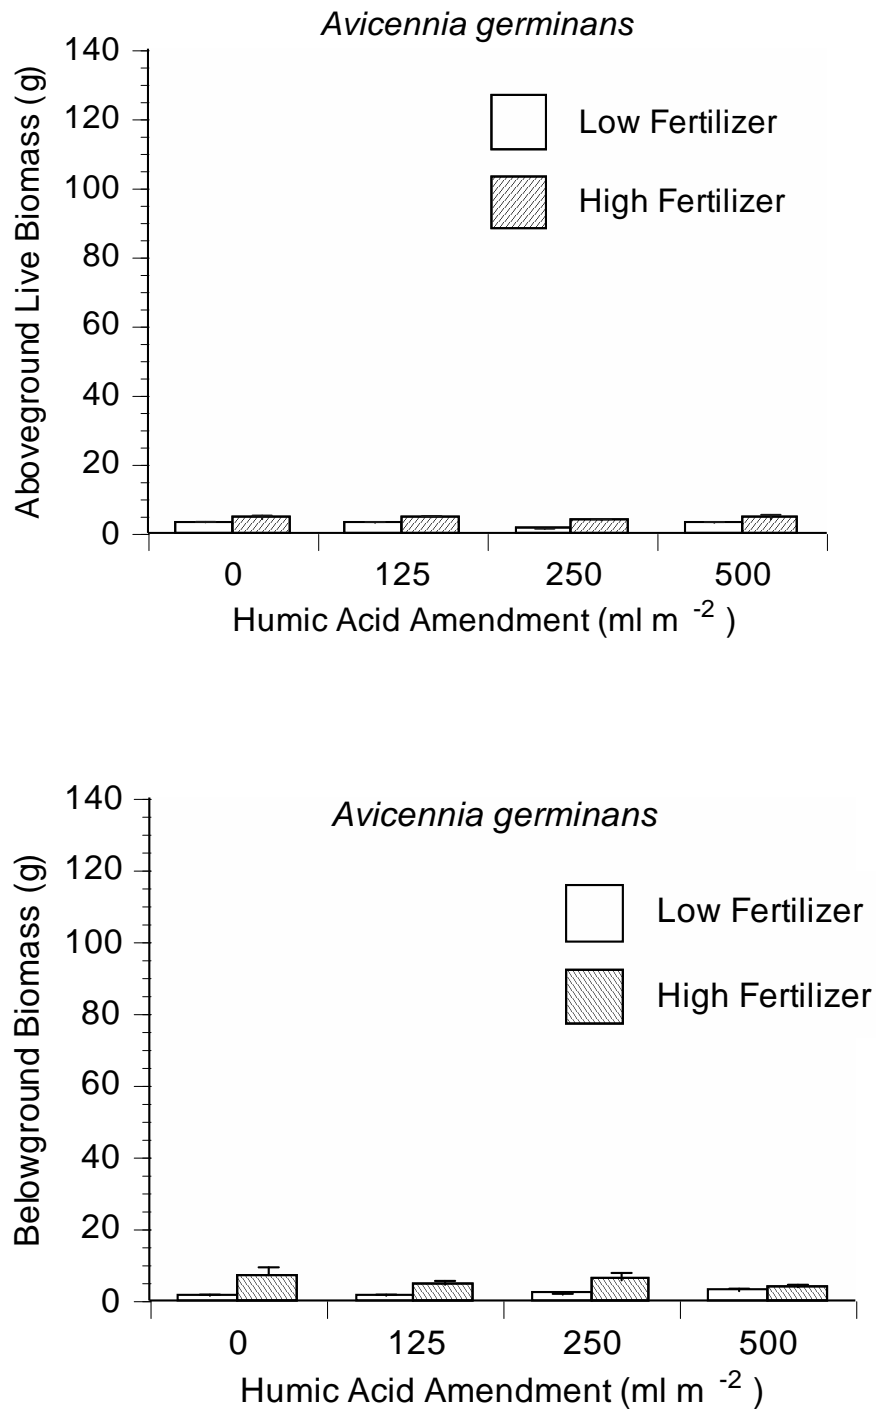 Avicennia germinans
140
120
100
80
60
40
20
0
Aboveground Live Biomass (g)
Low Fertilizer
High Fertilizer
0 125 250 500
Humic Acid Amendment (ml m -2 )
Avicennia germinans
140
120
100
80
60
40
20
0
Belowground Biomass (g)
Low Fertilizer
High Fertilizer
0 125 250 500
Humic Acid Amendment (ml m -2 )